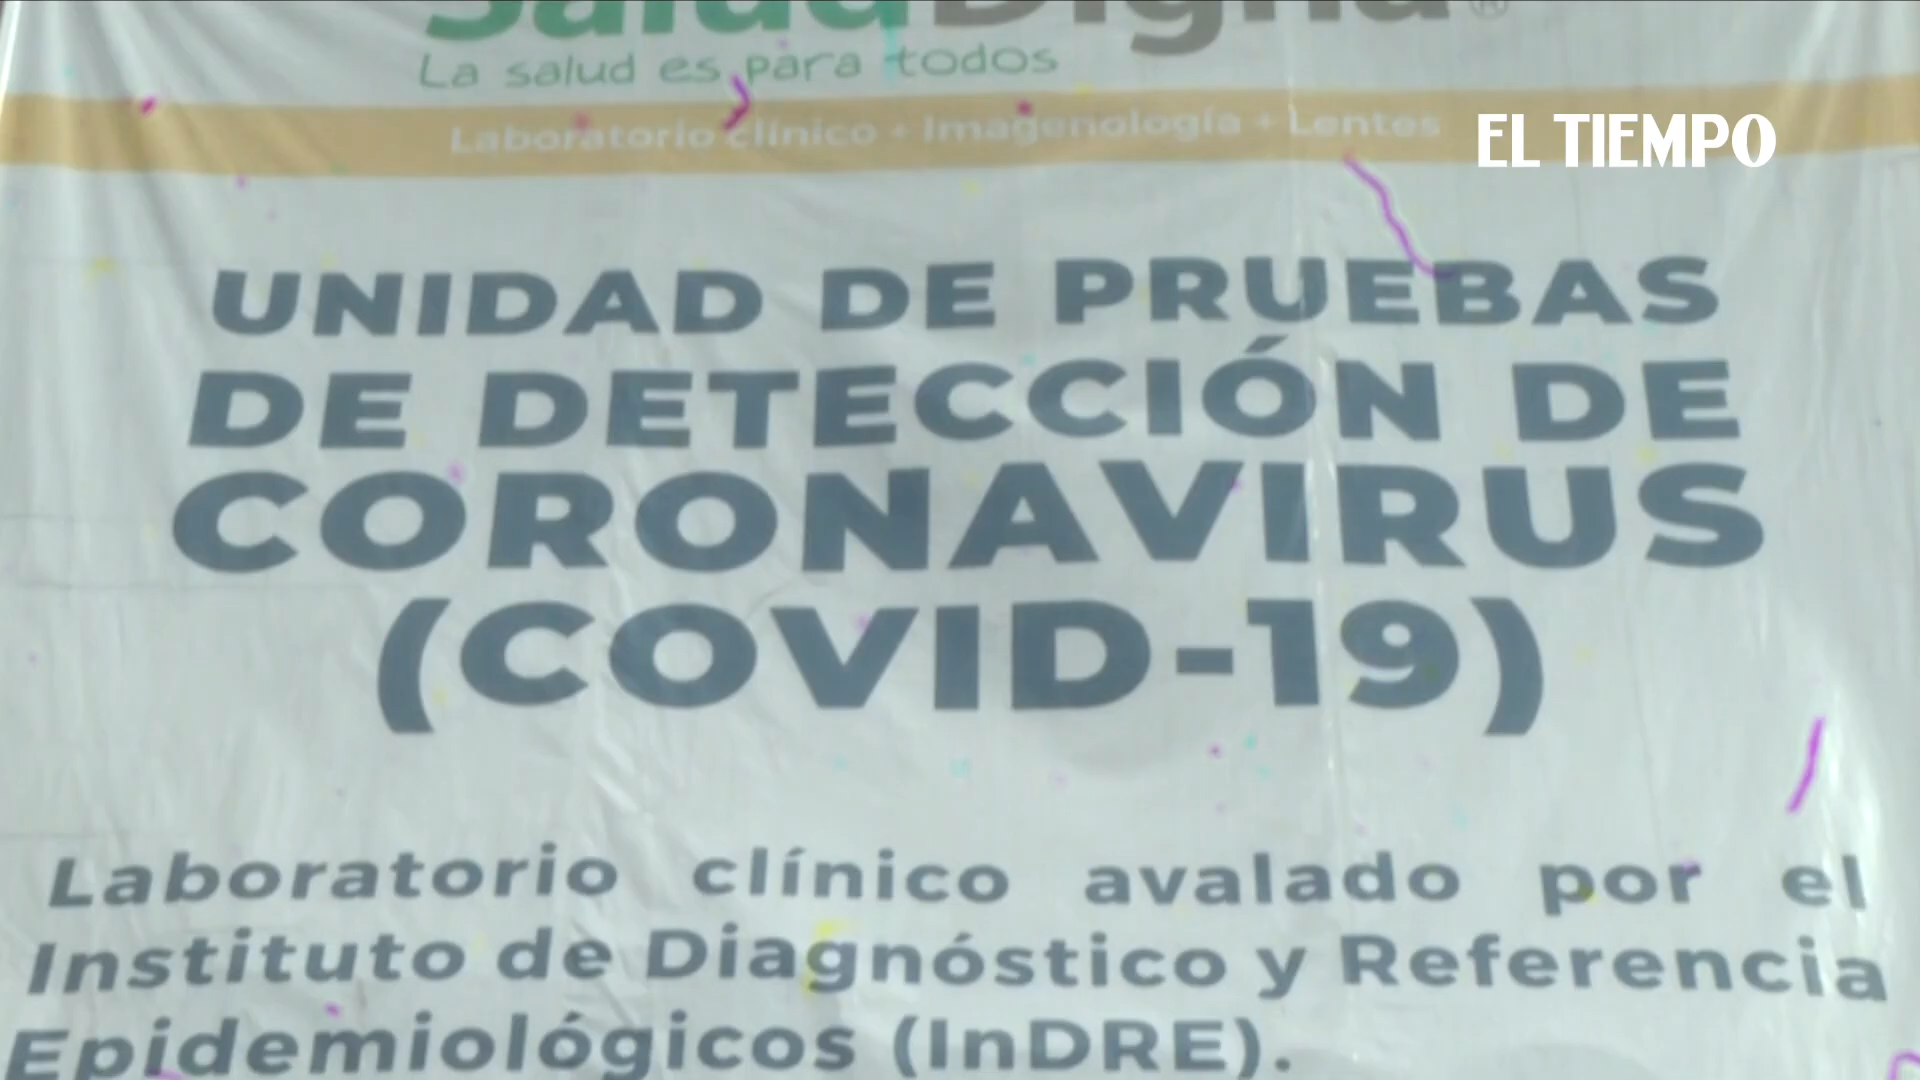 SaludDigna®
La salud es para todos
Laboratorio clínico + Imagenología + Lentes
EL TIEMPO
UNIDAD DE PRUEBAS
DE DETECCIÓN DE
CORONAVIRUS
(COVID-19)
Laboratorio clínico avalado por el
Instituto de Diagnóstico y Referencia
Epidemiológicos (InDRE).